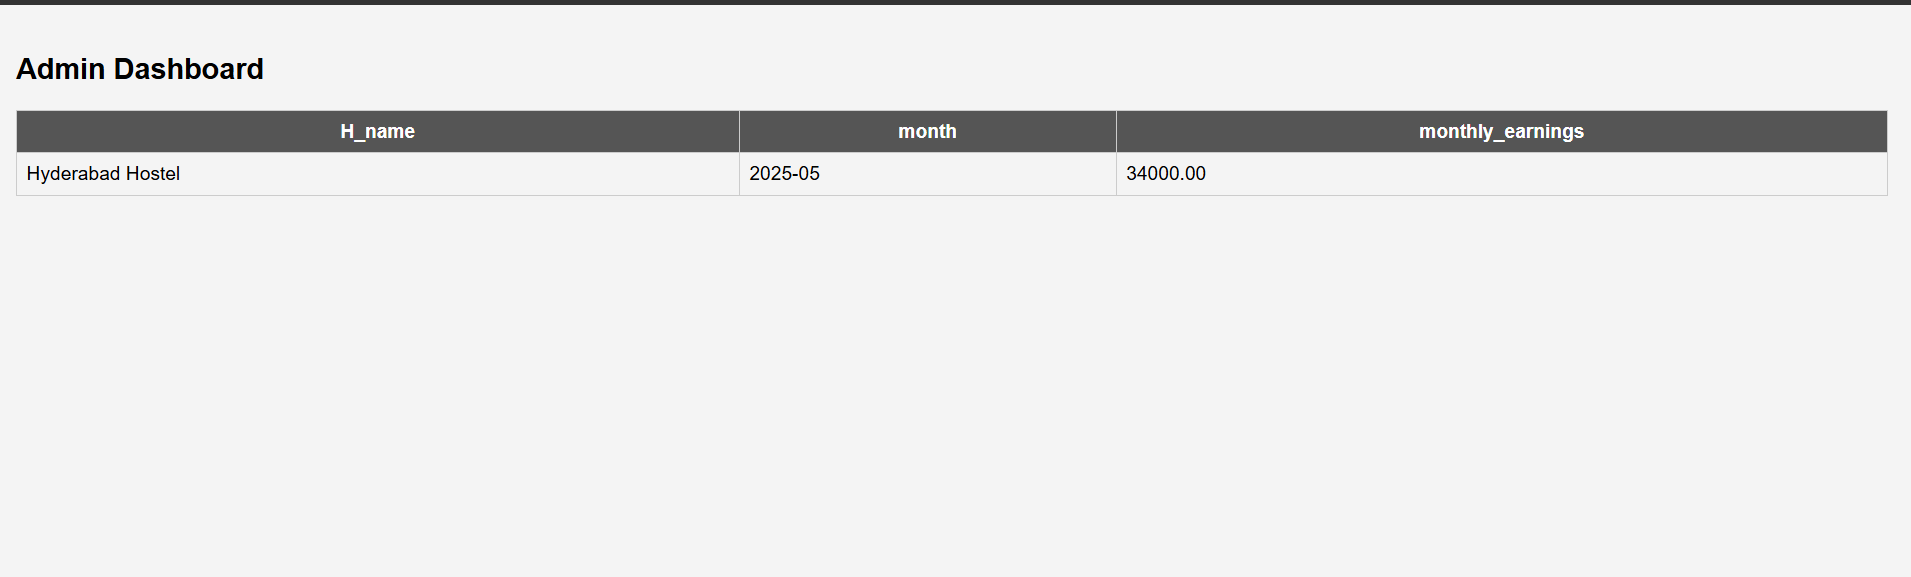 Admin Dashboard
H_name month monthly_earnings
Hyderabad Hostel 2025-05 34000.00